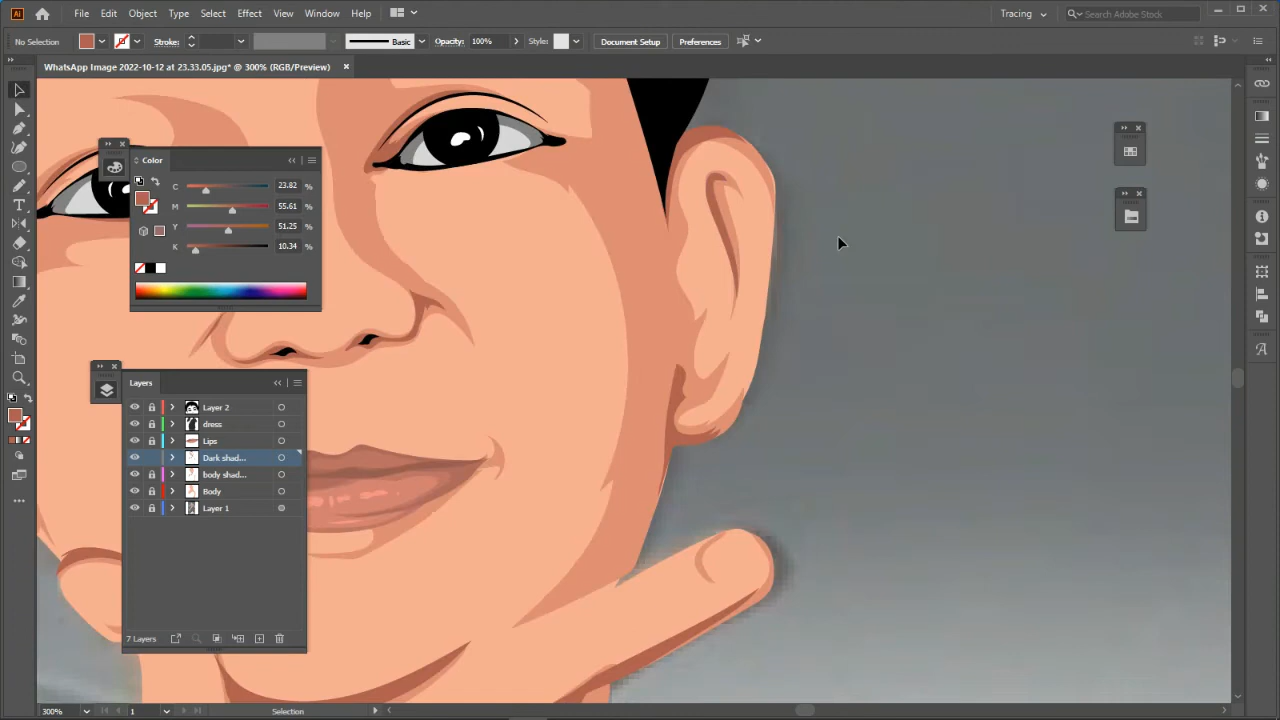 Ai File Edit Object Type Select Effect View Window Help Tracing Search Adobe Stock
No Selection Stroke: Basic Opacity: 100% Style: Document Setup Preferences
WhatsApp Image 2022-10-12 at 23.33.05.jpg* @ 300% (RGB/Preview)
Color
C 23.82 %
M 55.61 %
Y 51.25 %
K 10.34 %
Layers
Layer 2
dress
Lips
Dark shad...
body shad...
Body
Layer 1
7 Layers
300% 1 Selection